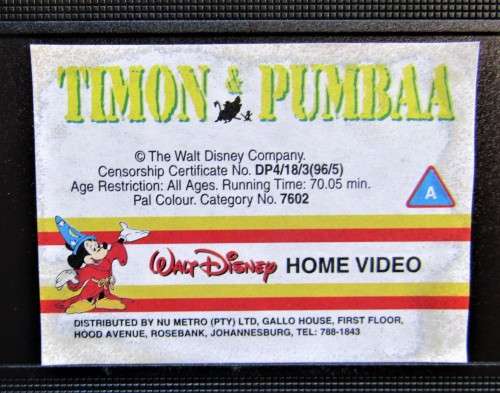 TIMON & PUMBAA
© The Walt Disney Company.
Censorship Certificate No. DP4/18/3(96/5)
Age Restriction: All Ages. Running Time: 70.05 min.
Pal Colour. Category No. 7602
A
WALT DISNEY HOME VIDEO
DISTRIBUTED BY NU METRO (PTY) LTD, GALLO HOUSE, FIRST FLOOR,
HOOD AVENUE, ROSEBANK, JOHANNESBURG, TEL: 788-1843